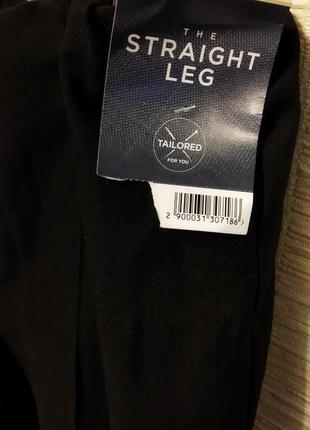 THE
STRAIGHT
LEG
TAILORED
FOR YOU
2 900031 307186>